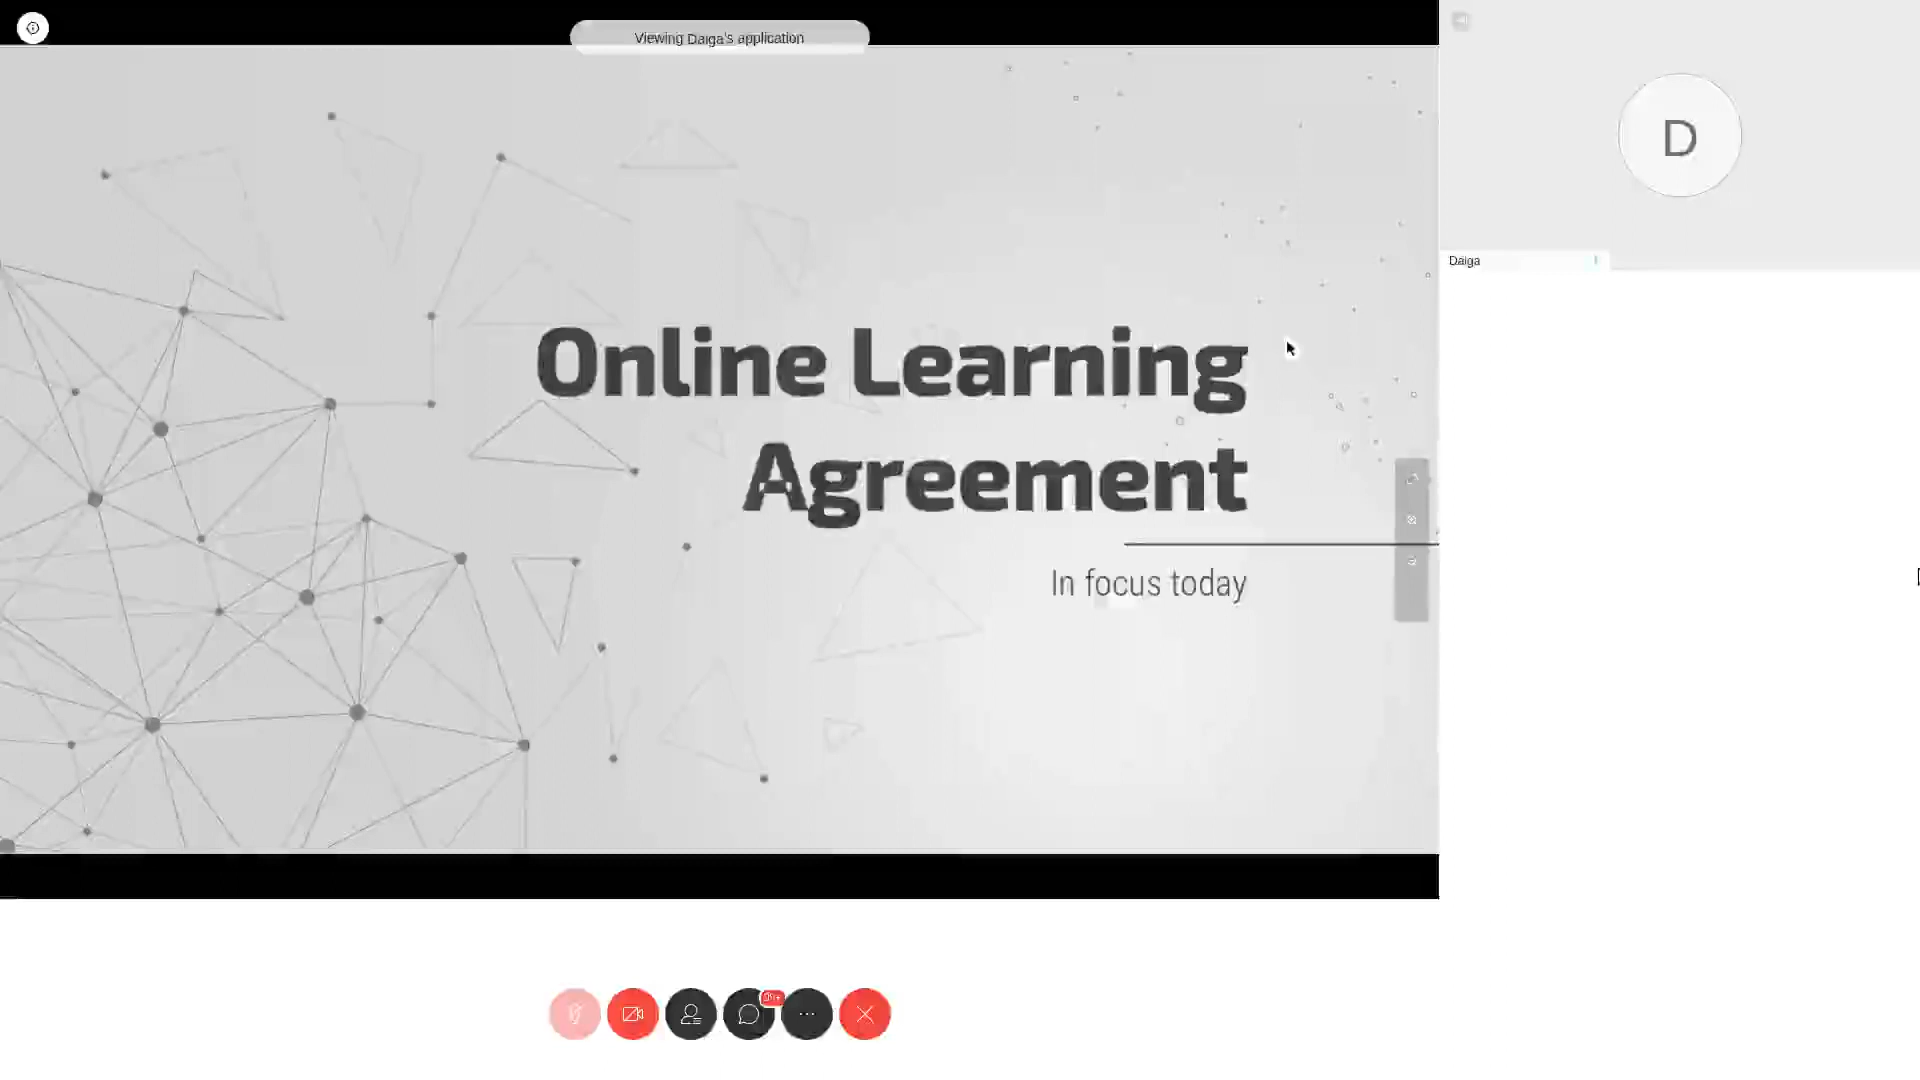 Viewing Daiga's application
D
Daiga
Online Learning
Agreement
In focus today